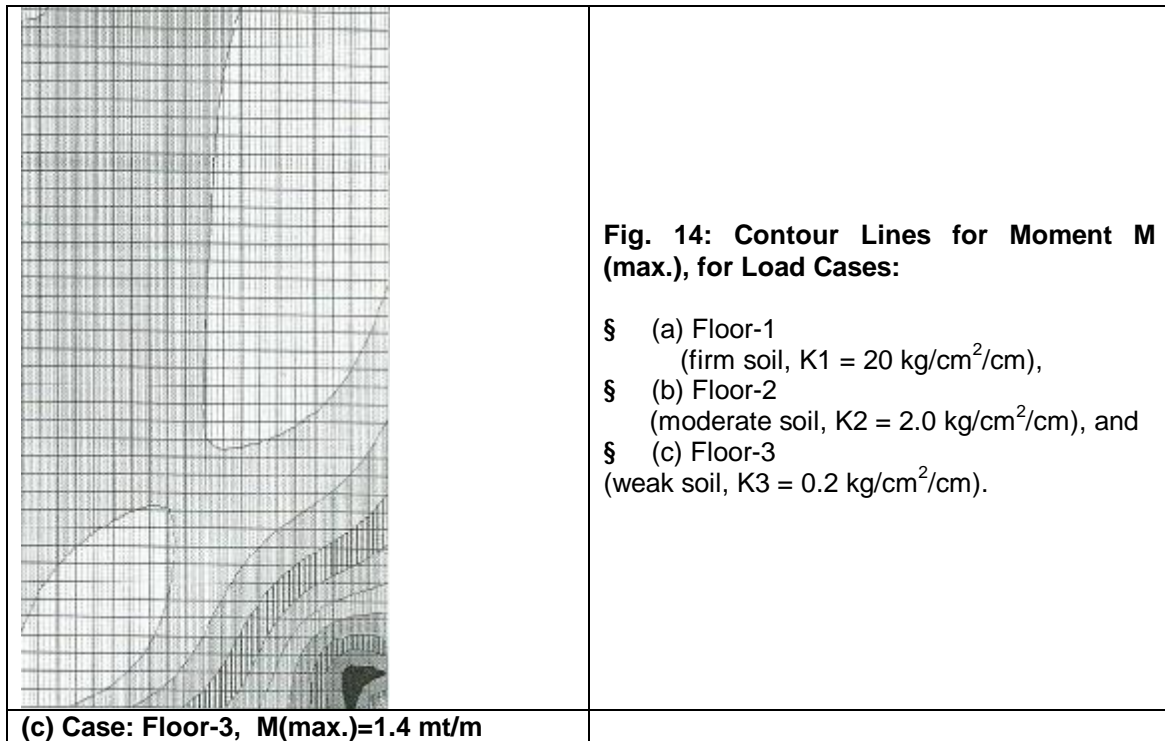 Fig. 14: Contour Lines for Moment M
(max.), for Load Cases:
§ (a) Floor-1
(firm soil, K1 = 20 kg/cm²/cm),
§ (b) Floor-2
(moderate soil, K2 = 2.0 kg/cm²/cm), and
§ (c) Floor-3
(weak soil, K3 = 0.2 kg/cm²/cm).
(c) Case: Floor-3, M(max.)=1.4 mt/m